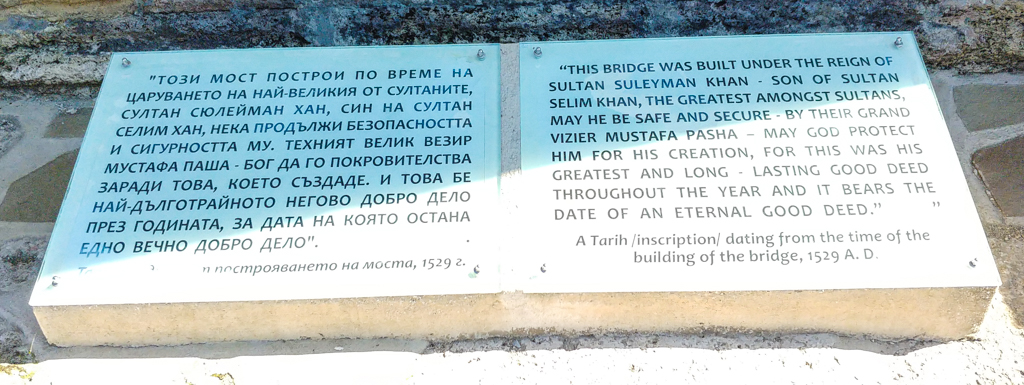 "ТОЗИ МОСТ ПОСТРОИ ПО ВРЕМЕ НА
ЦАРУВАНЕТО НА НАЙ-ВЕЛИКИЯ ОТ СУЛТАНИТЕ,
СУЛТАН СЮЛЕЙМАН ХАН, СИН НА СУЛТАН
СЕЛИМ ХАН, НЕКА ПРОДЪЛЖИ БЕЗОПАСНОСТТА
И СИГУРНОСТТА МУ. ТЕХНИЯТ ВЕЛИК ВЕЗИР
МУСТАФА ПАША - БОГ ДА ГО ПОКРОВИТЕЛСТВА
ЗАРАДИ ТОВА, КОЕТО СЪЗДАДЕ. И ТОВА БЕ
НАЙ-ДЪЛГОТРАЙНОТО НЕГОВО ДОБРО ДЕЛО
ПРЕЗ ГОДИНАТА, ЗА ДАТА НА КОЯТО ОСТАНА
ЕДНО ВЕЧНО ДОБРО ДЕЛО".
построяването на моста, 1529 г.
"THIS BRIDGE WAS BUILT UNDER THE REIGN OF
SULTAN SULEYMAN KHAN - SON OF SULTAN
SELIM KHAN, THE GREATEST AMONGST SULTANS,
MAY HE BE SAFE AND SECURE - BY THEIR GRAND
VIZIER MUSTAFA PASHA – MAY GOD PROTECT
HIM FOR HIS CREATION, FOR THIS WAS HIS
GREATEST AND LONG - LASTING GOOD DEED
THROUGHOUT THE YEAR AND IT BEARS THE
DATE OF AN ETERNAL GOOD DEED." "
A Tarih /inscription/ dating from the time of the
building of the bridge, 1529 A. D.